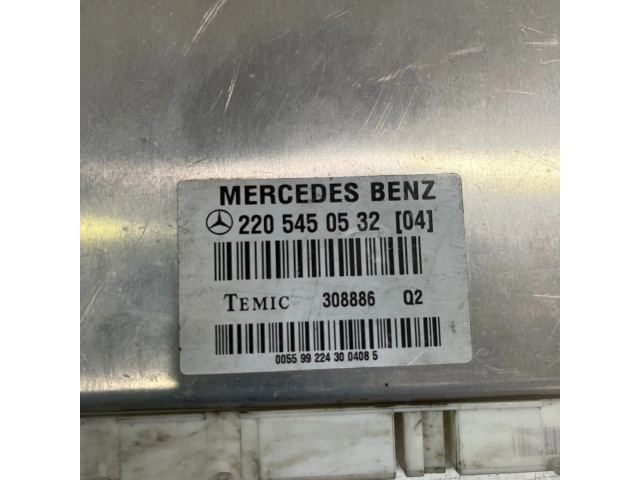 MERCEDES BENZ
220 545 05 32 [04]
TEMIC 308886 Q2
0055 99 224 30 0408 5